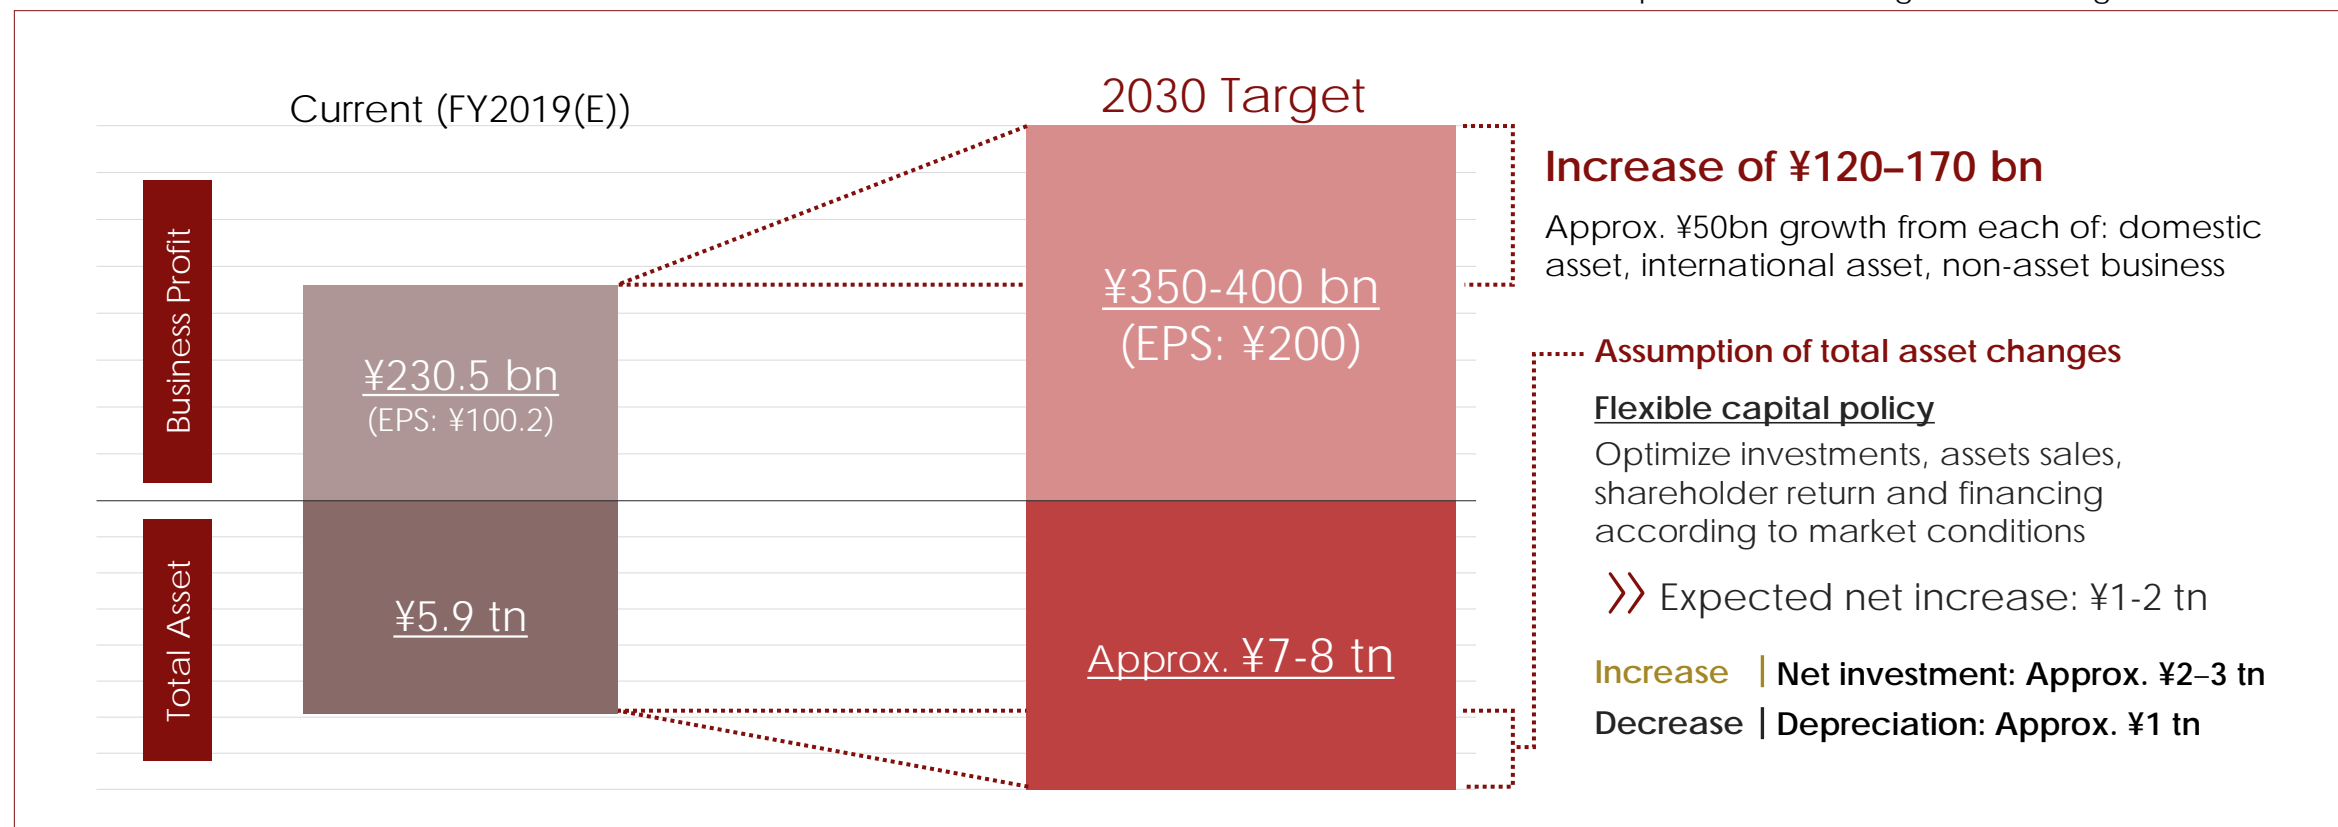 Current (FY2019(E))
2030 Target
Business Profit
¥230.5 bn
(EPS: ¥100.2)
¥350-400 bn
(EPS: ¥200)
Total Asset
¥5.9 tn
Approx. ¥7-8 tn
Increase of ¥120–170 bn
Approx. ¥50bn growth from each of: domestic
asset, international asset, non-asset business
Assumption of total asset changes
Flexible capital policy
Optimize investments, assets sales,
shareholder return and financing
according to market conditions
Expected net increase: ¥1-2 tn
Increase | Net investment: Approx. ¥2–3 tn
Decrease | Depreciation: Approx. ¥1 tn